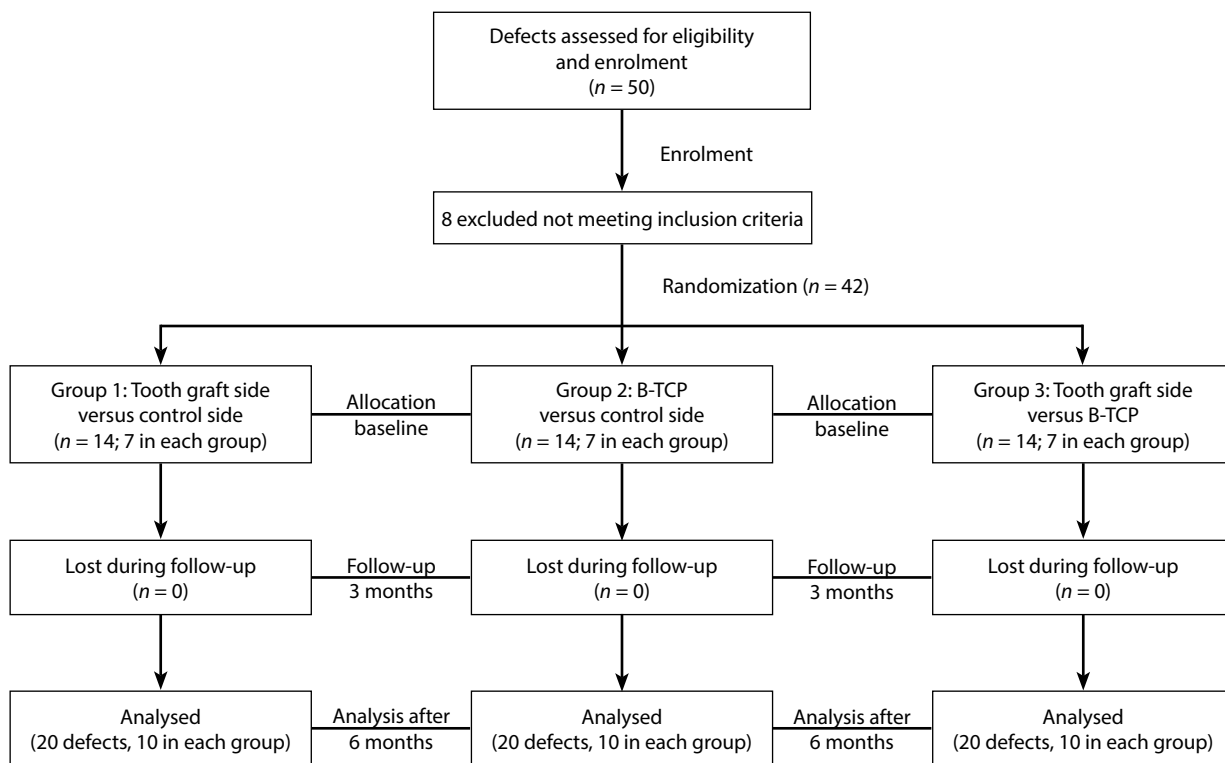 Defects assessed for eligibility
and enrolment
(n = 50)
Enrolment
8 excluded not meeting inclusion criteria
Randomization (n = 42)
Group 1: Tooth graft side
versus control side
(n = 14; 7 in each group)
Allocation
baseline
Group 2: B-TCP
versus control side
(n = 14; 7 in each group)
Allocation
baseline
Group 3: Tooth graft side
versus B-TCP
(n = 14; 7 in each group)
Lost during follow-up
(n = 0)
Follow-up
3 months
Lost during follow-up
(n = 0)
Follow-up
3 months
Lost during follow-up
(n = 0)
Analysed
(20 defects, 10 in each group)
Analysis after
6 months
Analysed
(20 defects, 10 in each group)
Analysis after
6 months
Analysed
(20 defects, 10 in each group)